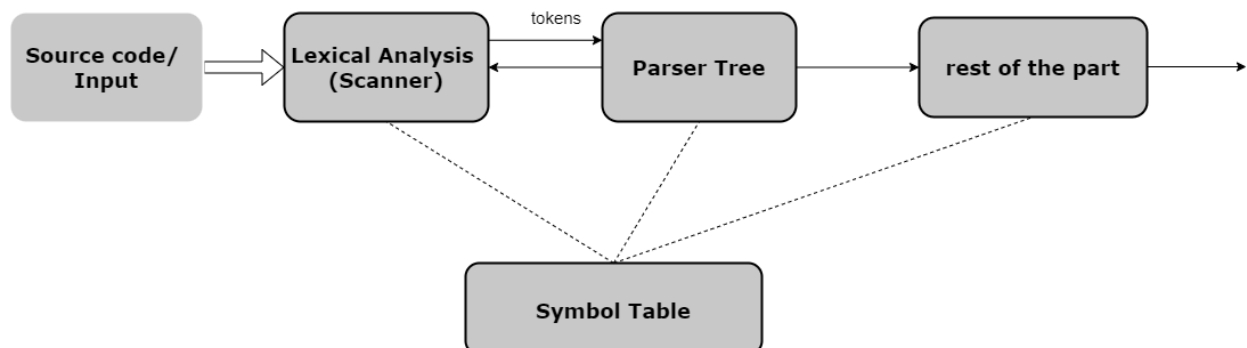 tokens
Source code/
Input
Lexical Analysis
(Scanner)
Parser Tree
rest of the part
Symbol Table